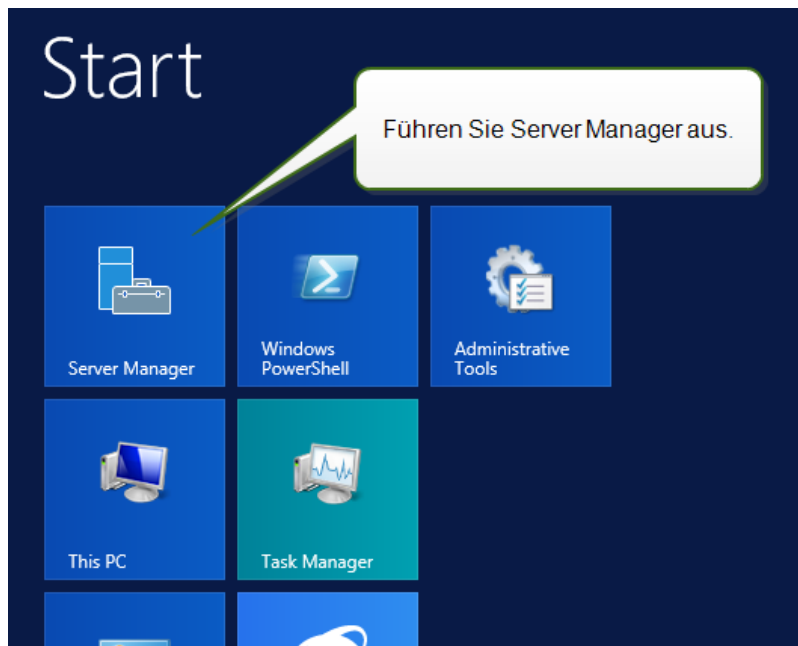 Start
Führen Sie Server Manager aus.
Server Manager
Windows
PowerShell
Administrative
Tools
This PC
Task Manager